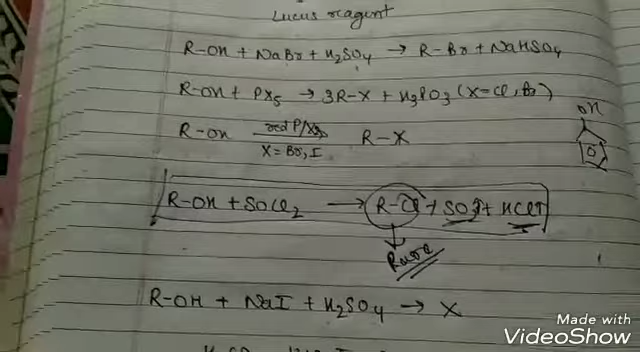 Lucus reagent
R-OH + NaBr + H₂SO₄ → R-Br + NaHSO₄
R-OH + PX₅ → 3R-X + H₃PO₃ (X=Cl, Br)
OH
R-OH red P/X₂ X=Br, I R-X
R-OH + SOCl₂ → R-Cl + SO₂↑ + HCl↑
Pure
R-OH + NaI + H₂SO₄ → X
Made with
VideoShow